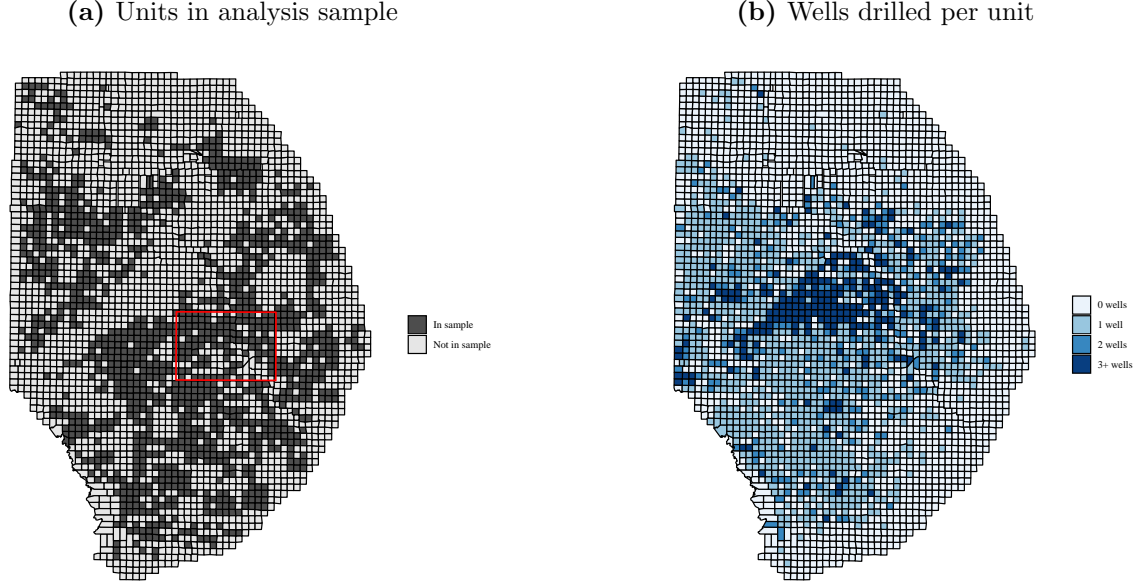 (a) Units in analysis sample
(b) Wells drilled per unit
In sample
Not in sample
0 wells
1 well
2 wells
3+ wells